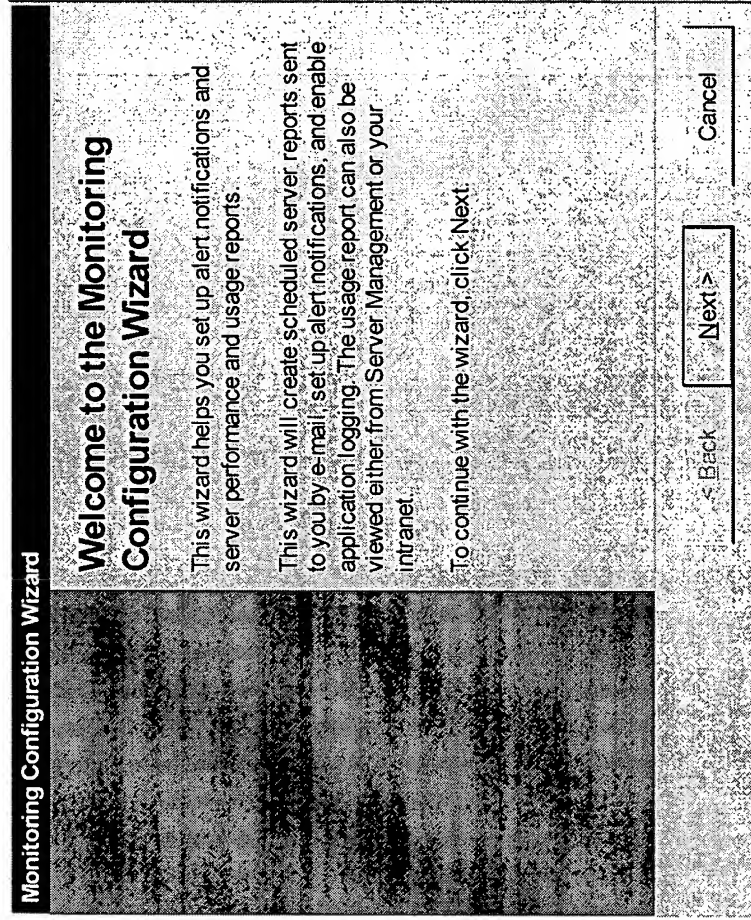 Monitoring Configuration Wizard
Welcome to the Monitoring
Configuration Wizard
This wizard helps you set up alert notifications and
server performance and usage reports.
This wizard will create scheduled server reports sent
to you by e-mail, set up alert notifications, and enable
application logging. The usage report can also be
viewed either from Server Management or your
intranet.
To continue with the wizard, click Next
< Back
Next >
Cancel